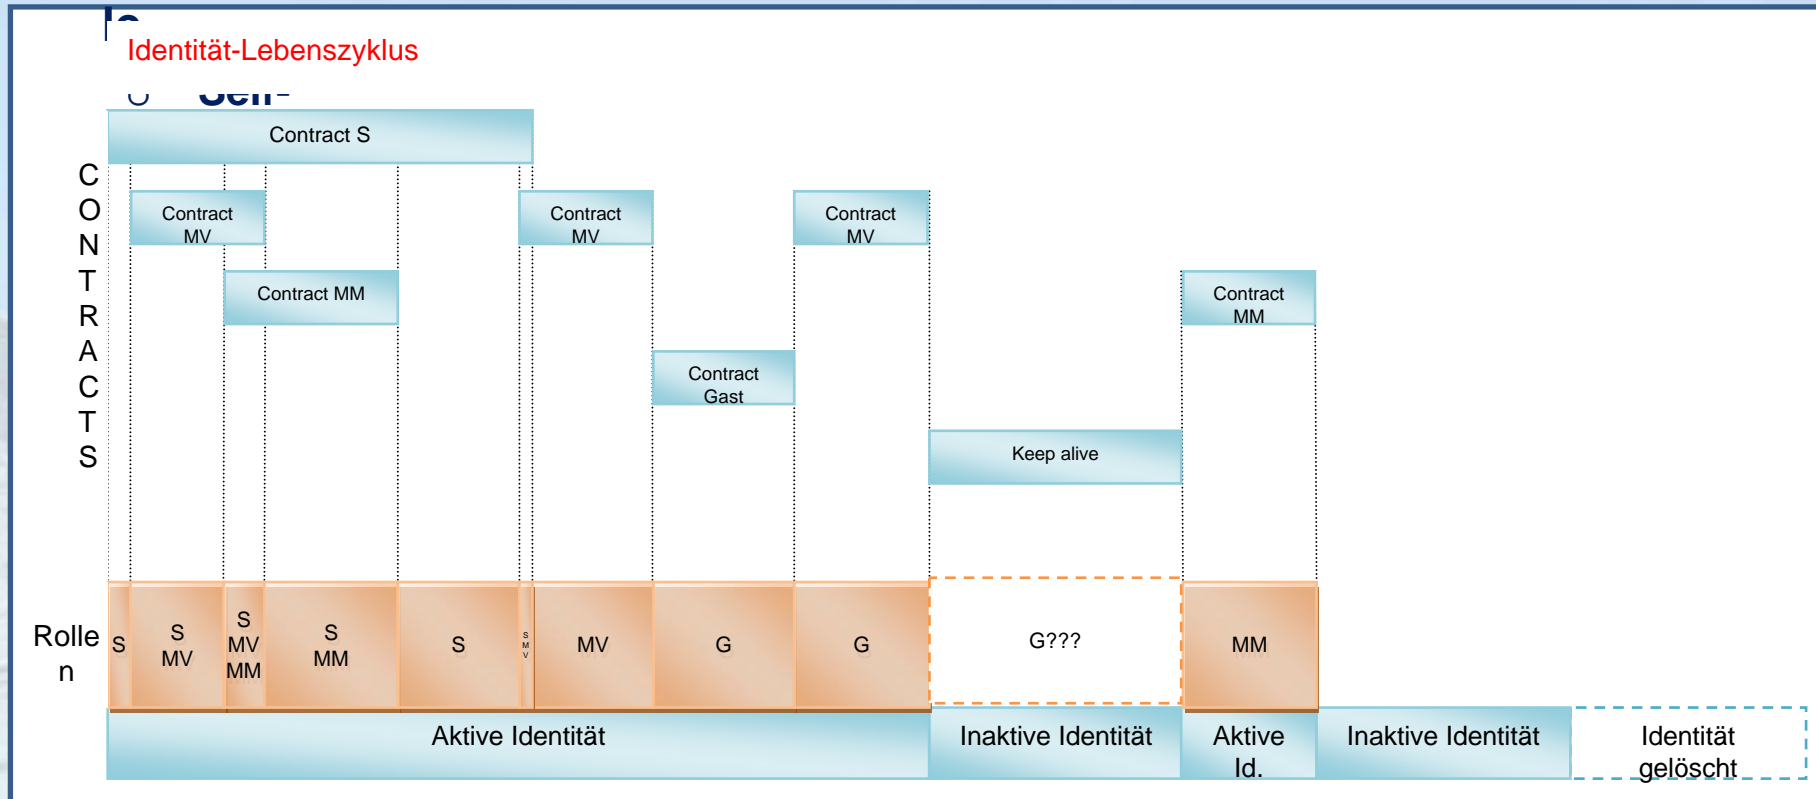 Identität-Lebenszyklus
Contract S
CONTRACTS
Contract
MV
Contract
MV
Contract
MV
Contract MM
Contract
MM
Contract
Gast
Keep alive
Rolle
n
S
S
MV
S
MV
MM
S
MM
S
S
M
V
MV
G
G
G???
MM
Aktive Identität
Inaktive Identität
Aktive
Id.
Inaktive Identität
Identität
gelöscht